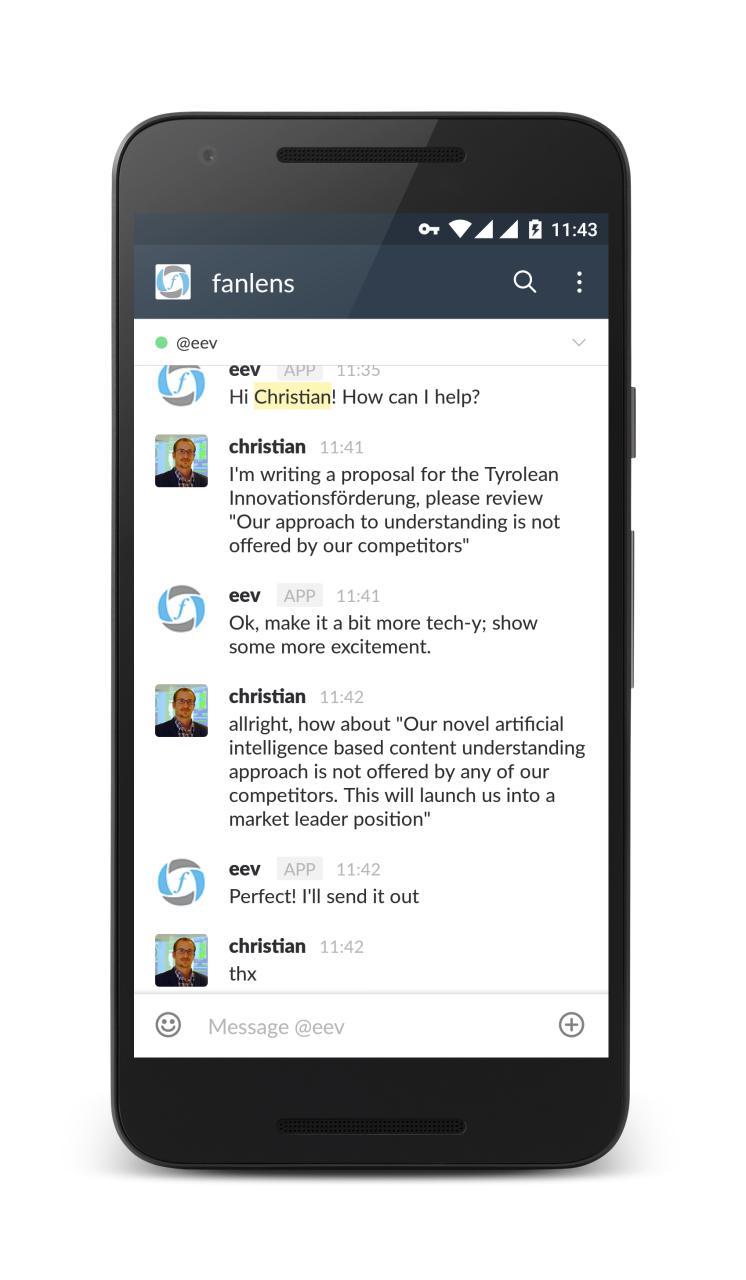 11:43
fanlens
@eev
eev APP 11:35
Hi Christian! How can I help?
christian 11:41
I'm writing a proposal for the Tyrolean
Innovationsförderung, please review
"Our approach to understanding is not
offered by our competitors"
eev APP 11:41
Ok, make it a bit more tech-y; show
some more excitement.
christian 11:42
allright, how about "Our novel artificial
intelligence based content understanding
approach is not offered by any of our
competitors. This will launch us into a
market leader position"
eev APP 11:42
Perfect! I'll send it out
christian 11:42
thx
Message @eev